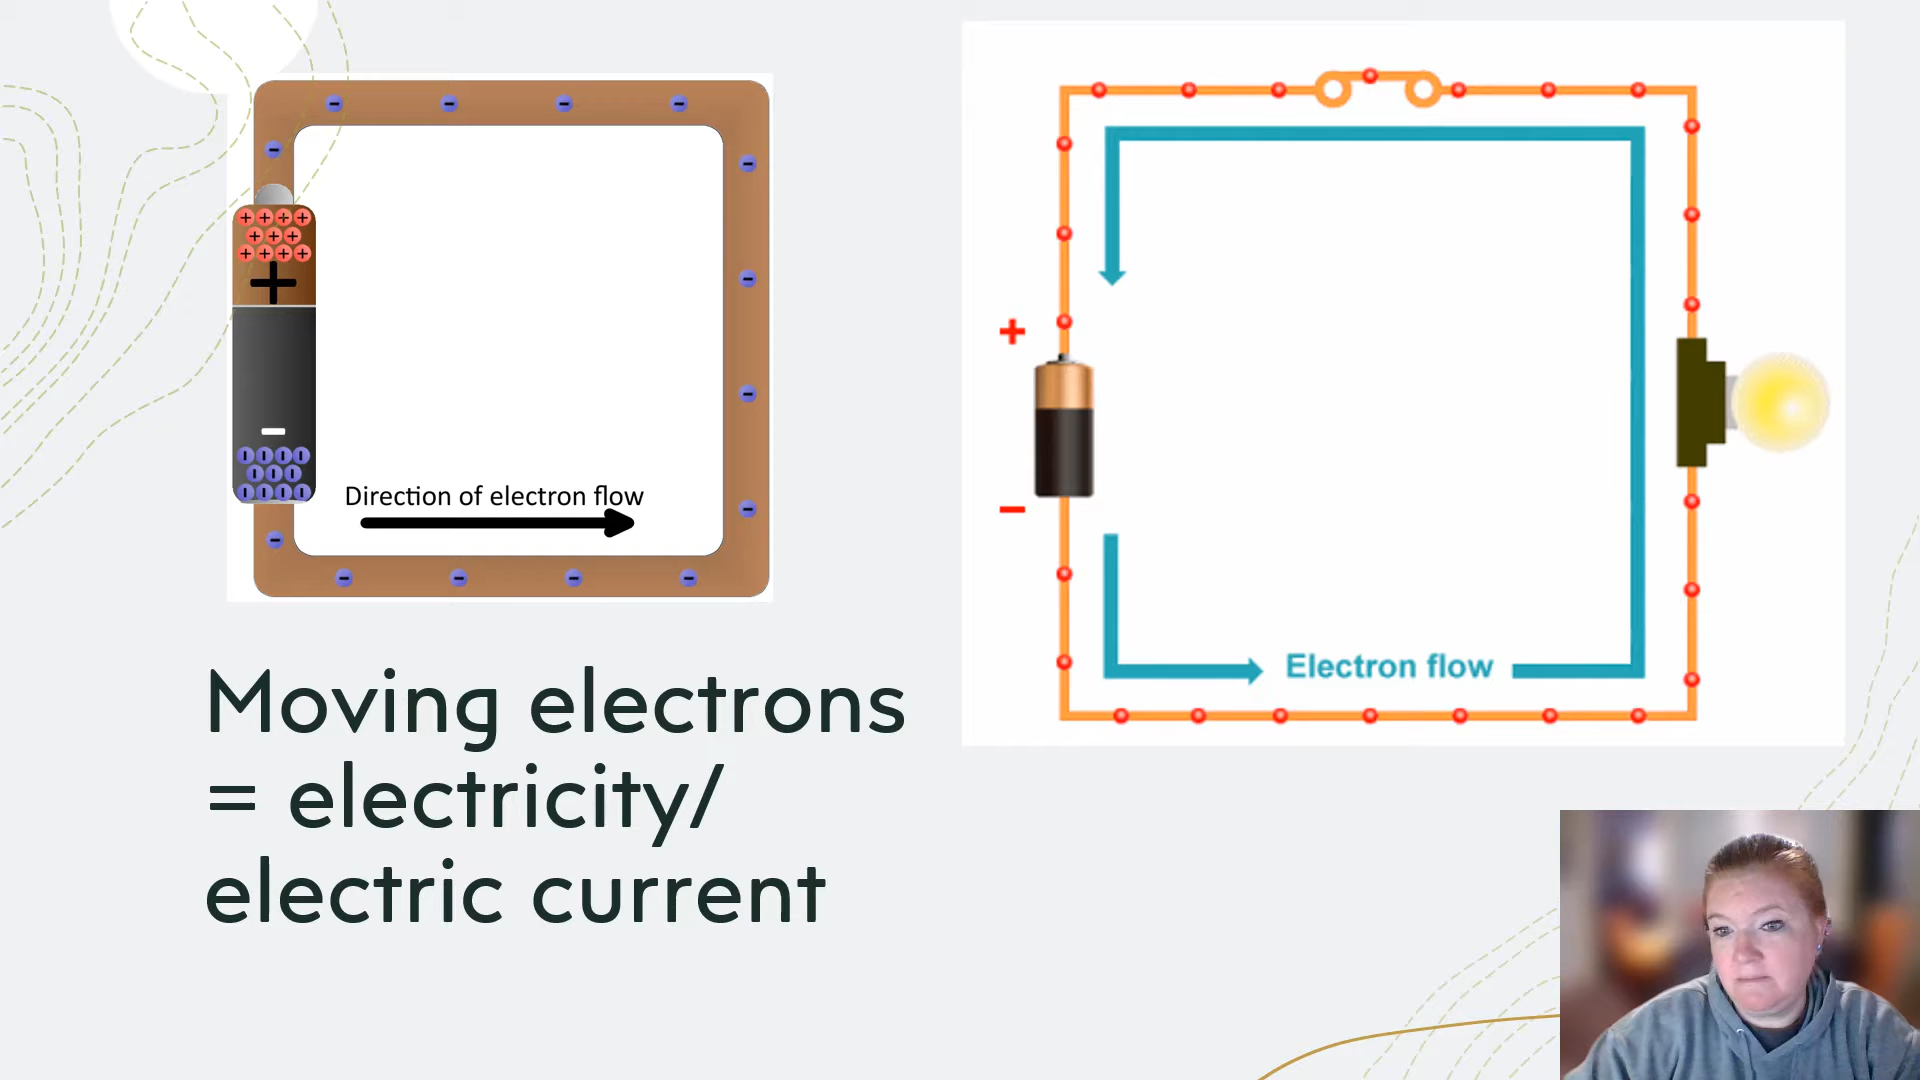 Direction of electron flow
+
-
+
-
Electron flow
Moving electrons
= electricity/
electric current